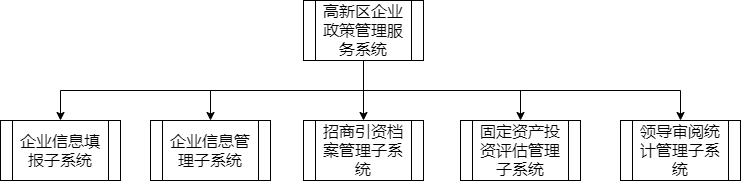 高新区企业
政策管理服
务系统
企业信息填
报子系统
企业信息管
理子系统
招商引资档
案管理子系
统
固定资产投
资评估管理
子系统
领导审阅统
计管理子系
统